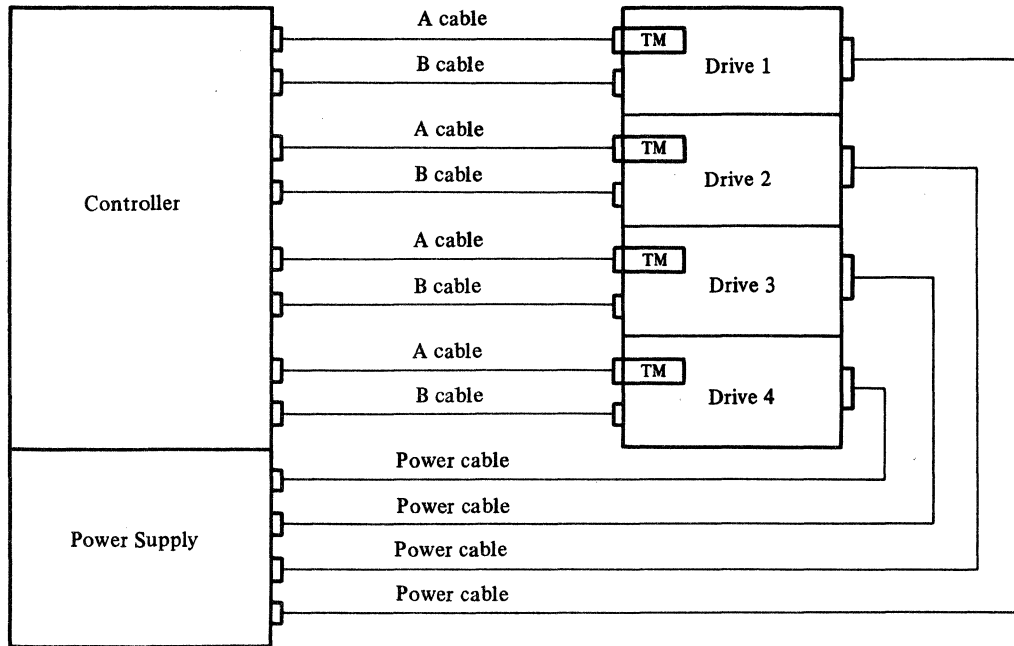 A cable
TM
B cable
Drive 1
A cable
TM
B cable
Drive 2
Controller
A cable
TM
B cable
Drive 3
A cable
TM
B cable
Drive 4
Power cable
Power cable
Power Supply
Power cable
Power cable